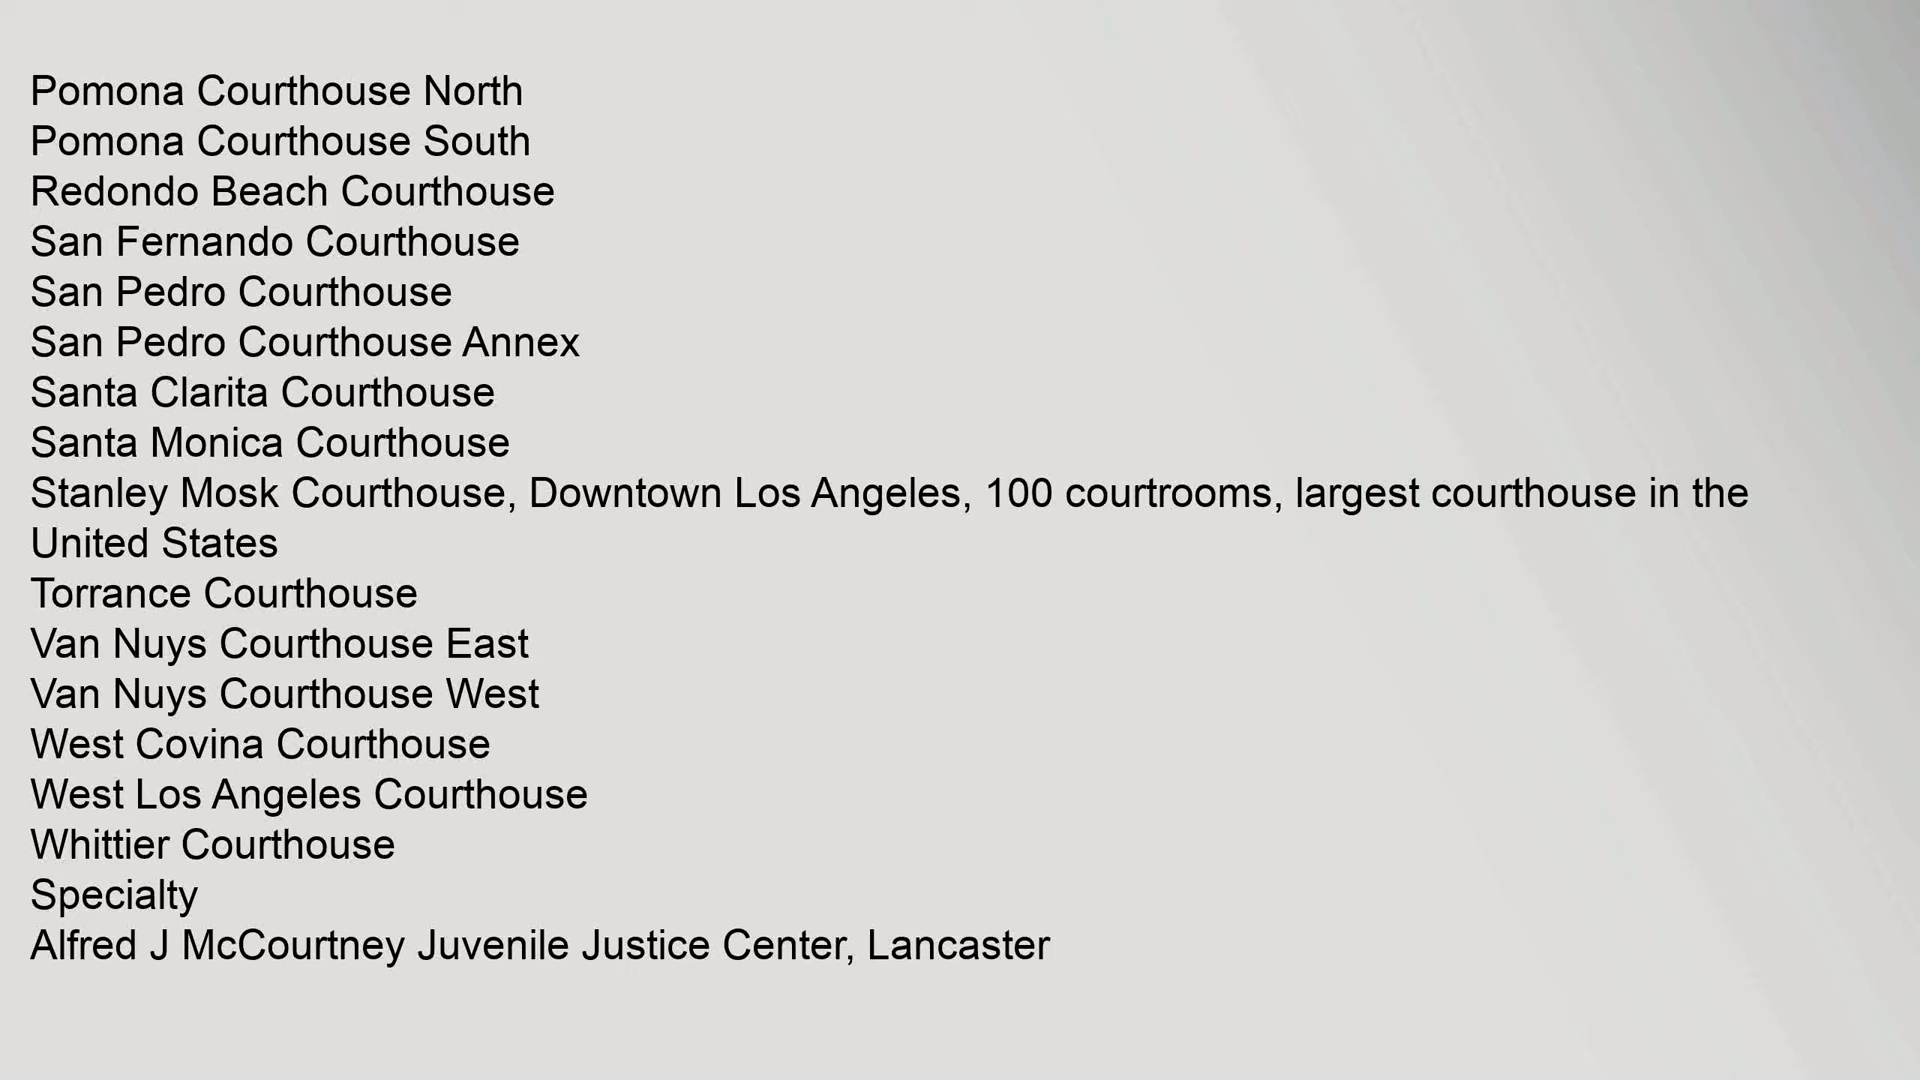 Pomona Courthouse North
Pomona Courthouse South
Redondo Beach Courthouse
San Fernando Courthouse
San Pedro Courthouse
San Pedro Courthouse Annex
Santa Clarita Courthouse
Santa Monica Courthouse
Stanley Mosk Courthouse, Downtown Los Angeles, 100 courtrooms, largest courthouse in the
United States
Torrance Courthouse
Van Nuys Courthouse East
Van Nuys Courthouse West
West Covina Courthouse
West Los Angeles Courthouse
Whittier Courthouse
Specialty
Alfred J McCourtney Juvenile Justice Center, Lancaster